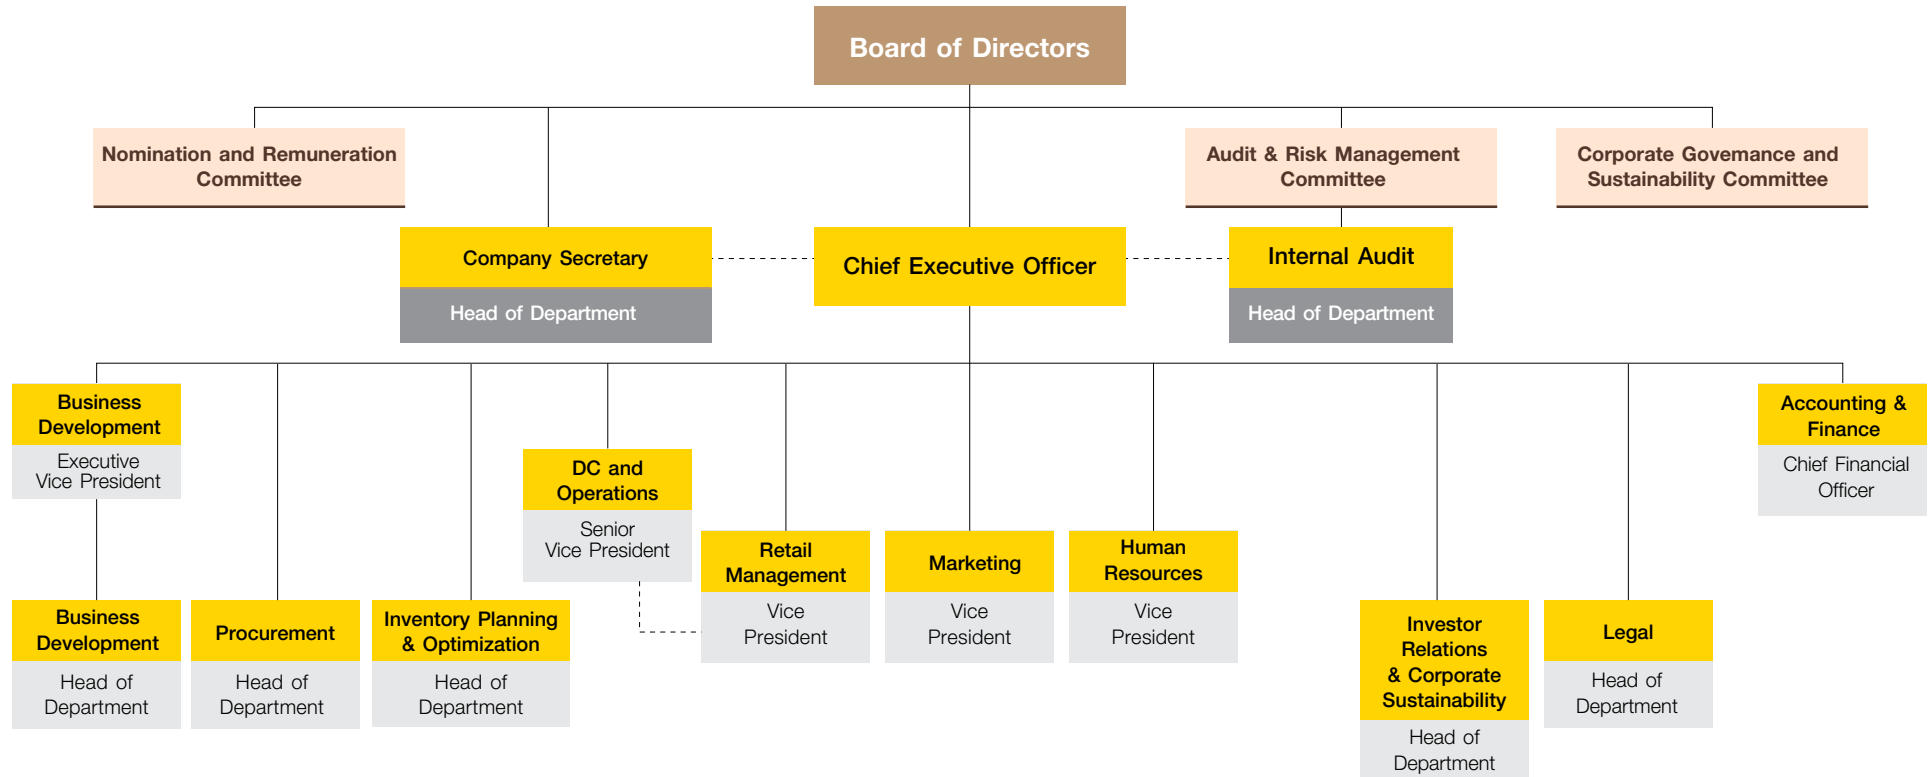 Board of Directors
Nomination and Remuneration
Committee
Audit & Risk Management
Committee
Corporate Governance and
Sustainability Committee
Company Secretary
Head of Department
Chief Executive Officer
Internal Audit
Head of Department
Business
Development
Executive
Vice President
Accounting &
Finance
Chief Financial
Officer
DC and
Operations
Senior
Vice President
Retail
Management
Vice
President
Marketing
Vice
President
Human
Resources
Vice
President
Business
Development
Head of
Department
Procurement
Head of
Department
Inventory Planning
& Optimization
Head of
Department
Investor
Relations
& Corporate
Sustainability
Head of
Department
Legal
Head of
Department